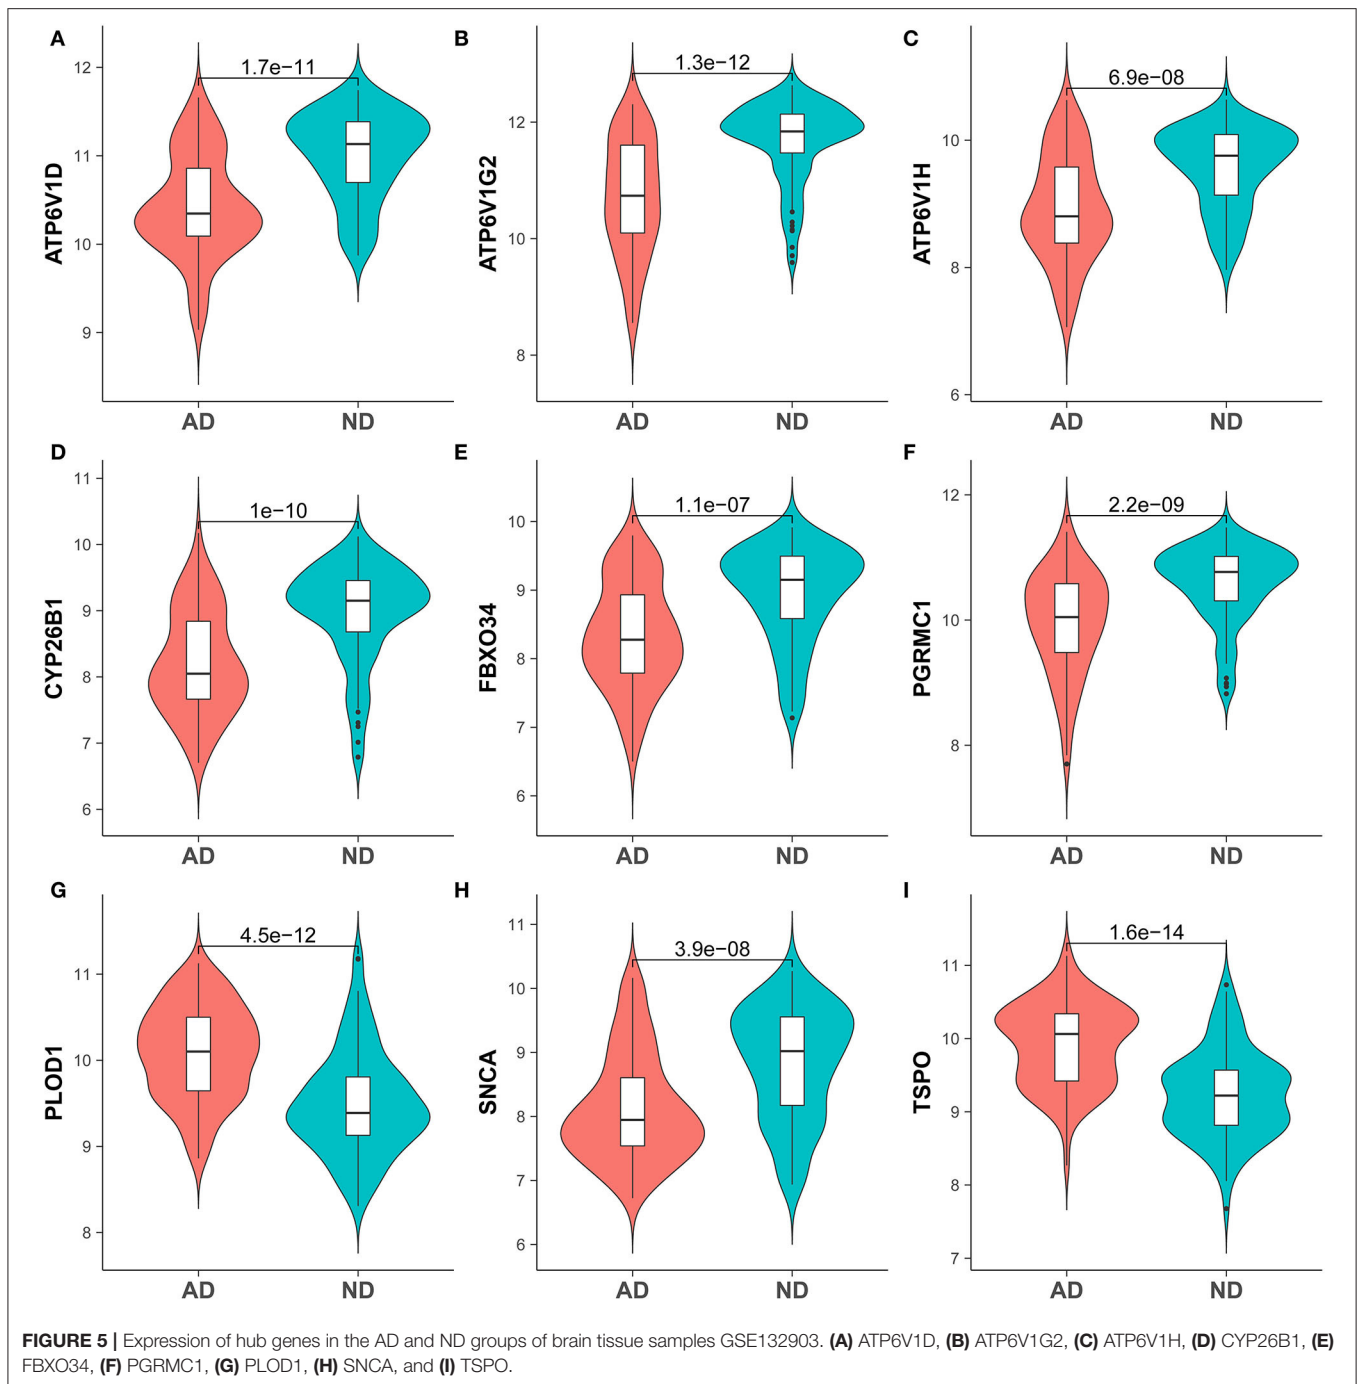 A
B
C
12
11
10
9
ATP6V1D
1.7e−11
AD
ND
12
10
8
ATP6V1G2
1.3e−12
AD
ND
10
8
6
ATP6V1H
6.9e−08
AD
ND
D
E
F
11
10
9
8
7
6
CYP26B1
1e−10
AD
ND
10
9
8
7
6
FBXO34
1.1e−07
AD
ND
12
10
8
PGRMC1
2.2e−09
AD
ND
G
H
I
11
10
9
8
PLOD1
4.5e−12
AD
ND
11
10
9
8
7
6
SNCA
3.9e−08
AD
ND
11
10
9
8
7
TSPO
1.6e−14
AD
ND
FIGURE 5 | Expression of hub genes in the AD and ND groups of brain tissue samples GSE132903. (A) ATP6V1D, (B) ATP6V1G2, (C) ATP6V1H, (D) CYP26B1, (E)
FBXO34, (F) PGRMC1, (G) PLOD1, (H) SNCA, and (I) TSPO.